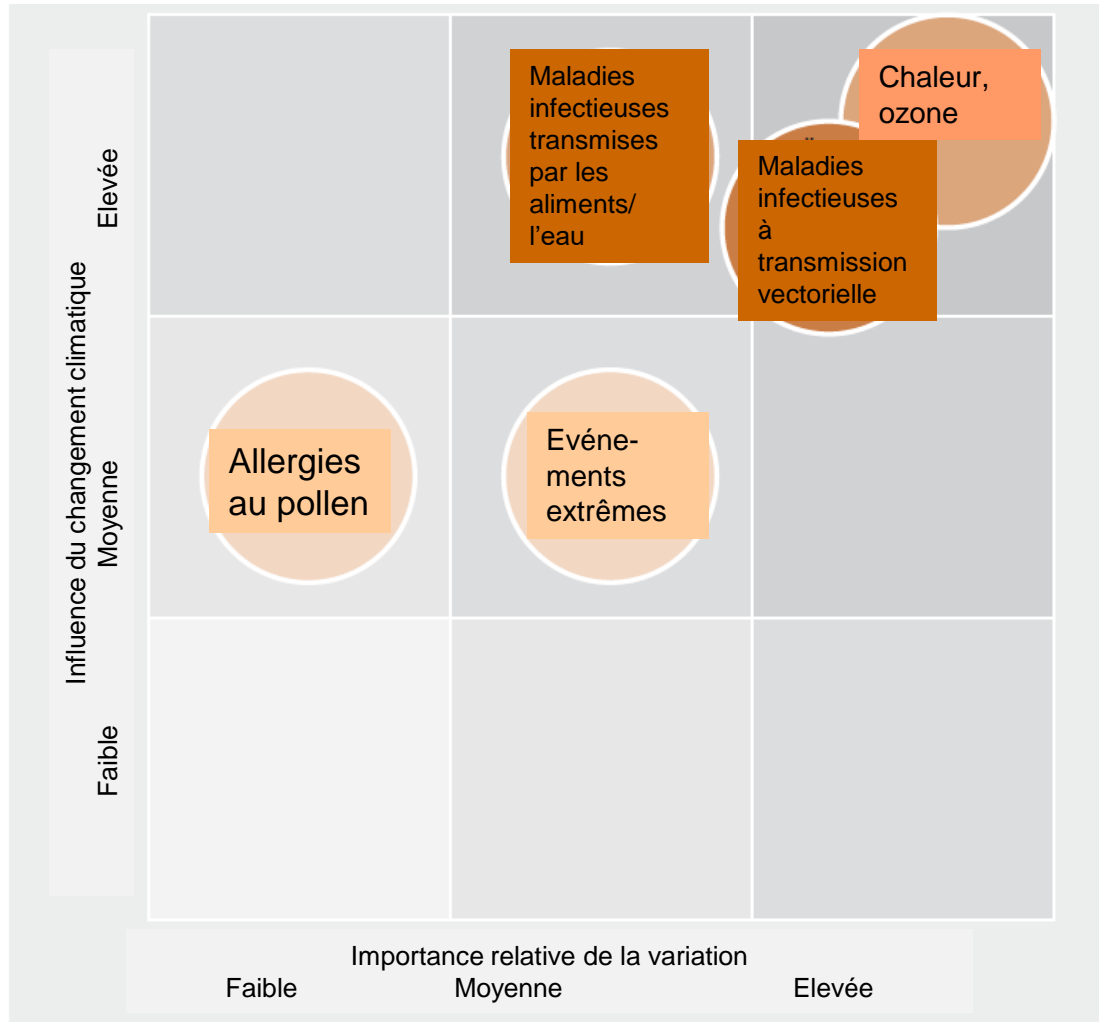 Influence du changement climatique
Elevée
Moyenne
Faible
Maladies
infectieuses
transmises
par les
aliments/
l'eau
Chaleur,
ozone
Maladies
infectieuses
à
transmission
vectorielle
Allergies
au pollen
Evéne-
ments
extrêmes
Importance relative de la variation
Faible Moyenne Elevée